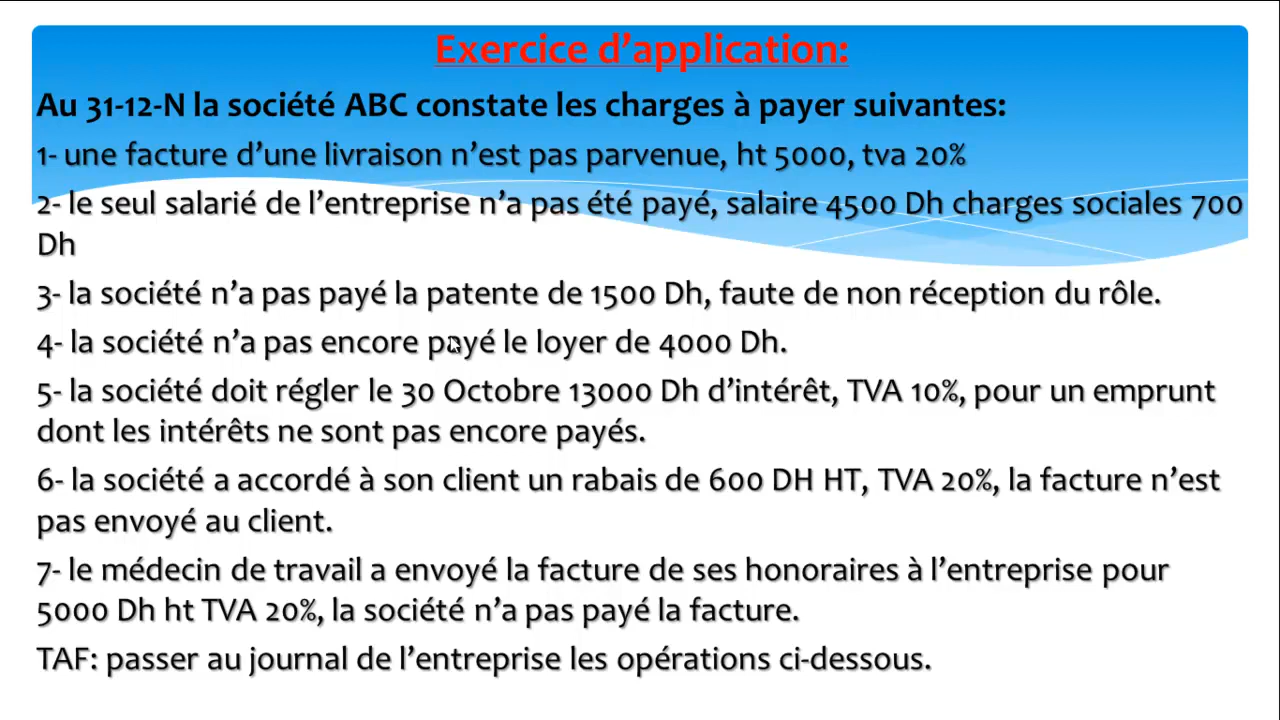 Exercice d’application:
Au 31-12-N la société ABC constate les charges à payer suivantes:
1- une facture d’une livraison n’est pas parvenue, ht 5000, tva 20%
2- le seul salarié de l’entreprise n’a pas été payé, salaire 4500 Dh charges sociales 700
Dh
3- la société n’a pas payé la patente de 1500 Dh, faute de non réception du rôle.
4- la société n’a pas encore payé le loyer de 4000 Dh.
5- la société doit régler le 30 Octobre 13000 Dh d’intérêt, TVA 10%, pour un emprunt
dont les intérêts ne sont pas encore payés.
6- la société a accordé à son client un rabais de 600 DH HT, TVA 20%, la facture n’est
pas envoyé au client.
7- le médecin de travail a envoyé la facture de ses honoraires à l’entreprise pour
5000 Dh ht TVA 20%, la société n’a pas payé la facture.
TAF: passer au journal de l’entreprise les opérations ci-dessous.